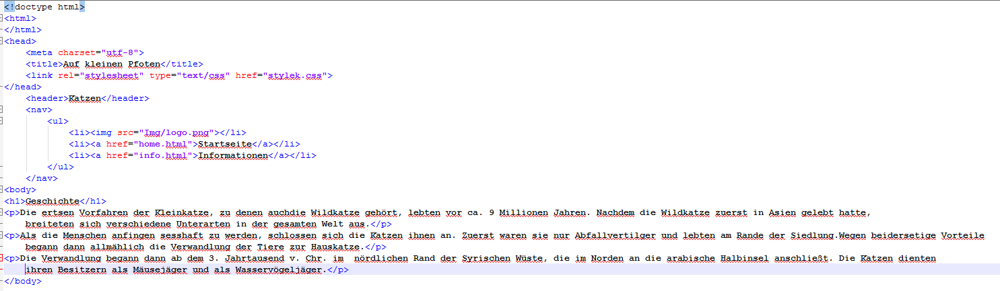 <!doctype html>
<html>
</html>
<head>
<meta charset="utf-8">
<title>Auf kleinen Pfoten</title>
<link rel="stylesheet" type="text/css" href="stylek.css">
</head>
<header>Katzen</header>
<nav>
<ul>
<li><img src="Img/logo.png"></li>
<li><a href="home.html">Startseite</a></li>
<li><a href="info.html">Informationen</a></li>
</ul>
</nav>
<body>
<h1>Geschichte</h1>
<p>Die ertsen Vorfahren der Kleinkatze, zu denen auchdie Wildkatze gehört, lebten vor ca. 9 Millionen Jahren. Nachdem die Wildkatze zuerst in Asien gelebt hatte,
breiteten sich verschiedene Unterarten in der gesamten Welt aus.</p>
<p>Als die Menschen anfingen sesshaft zu werden, schlossen sich die Katzen ihnen an. Zuerst waren sie nur Abfallvertilger und lebten am Rande der Siedlung.Wegen beidersetige Vorteile
begann dann allmählich die Verwandlung der Tiere zur Hauskatze.</p>
<p>Die Verwandlung begann dann ab dem 3. Jahrtausend v. Chr. im  nördlichen Rand der Syrischen Wüste, die im Norden an die arabische Halbinsel anschließt. Die Katzen dienten
ihren Besitzern als Mäusejäger und als Wasservögeljäger.</p>
</body>